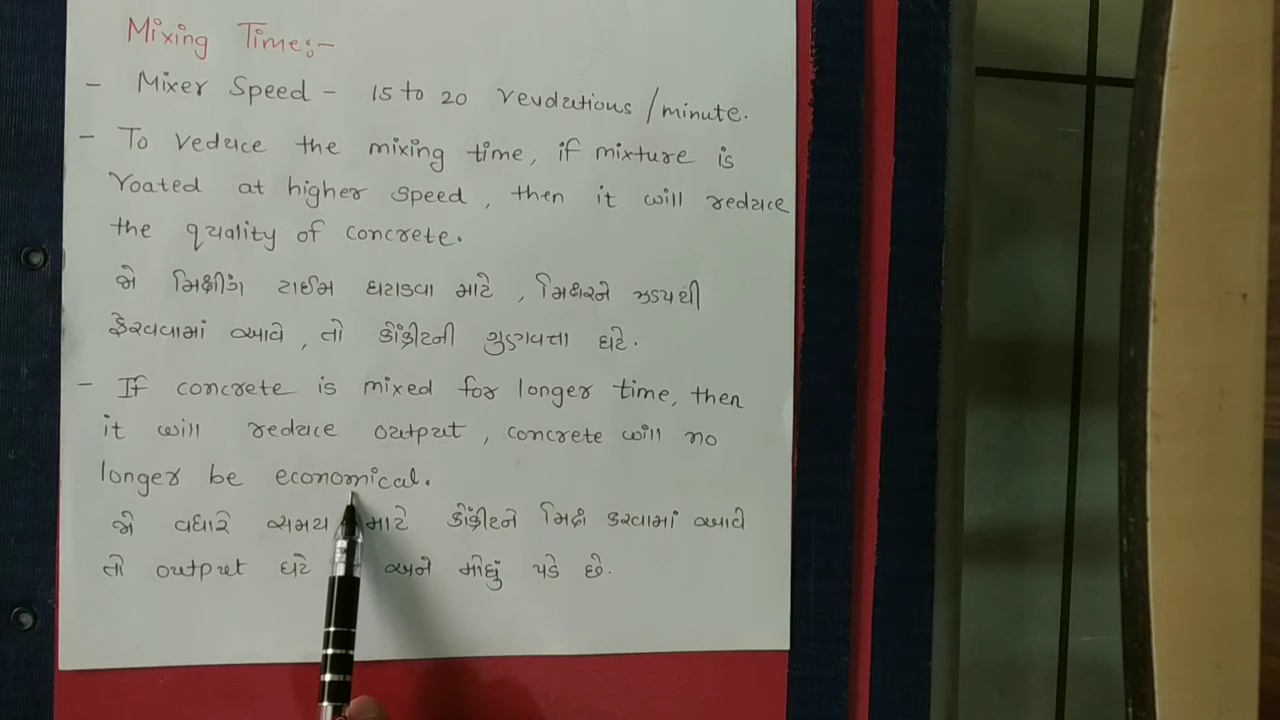 Mixing Time:-
- Mixer Speed - 15 to 20 revolutions/minute.
- To reduce the mixing time, if mixture is
roated at higher speed, then it will reduce
the quality of concrete.
જો મિક્ષીંગ ટાઈમ ઘટાડવા માટે, મિક્ષરને ઝડપથી
ફેરવવામાં આવે, તો કોંક્રીટની ગુણવત્તા ઘટે.
- If concrete is mixed for longer time, then
it will reduce output, concrete will no
longer be economical.
જો વધારે સમય માટે કોંક્રીટને મિક્ષ કરવામાં આવે
તો output ઘટે અને મોઘું પડે છે.